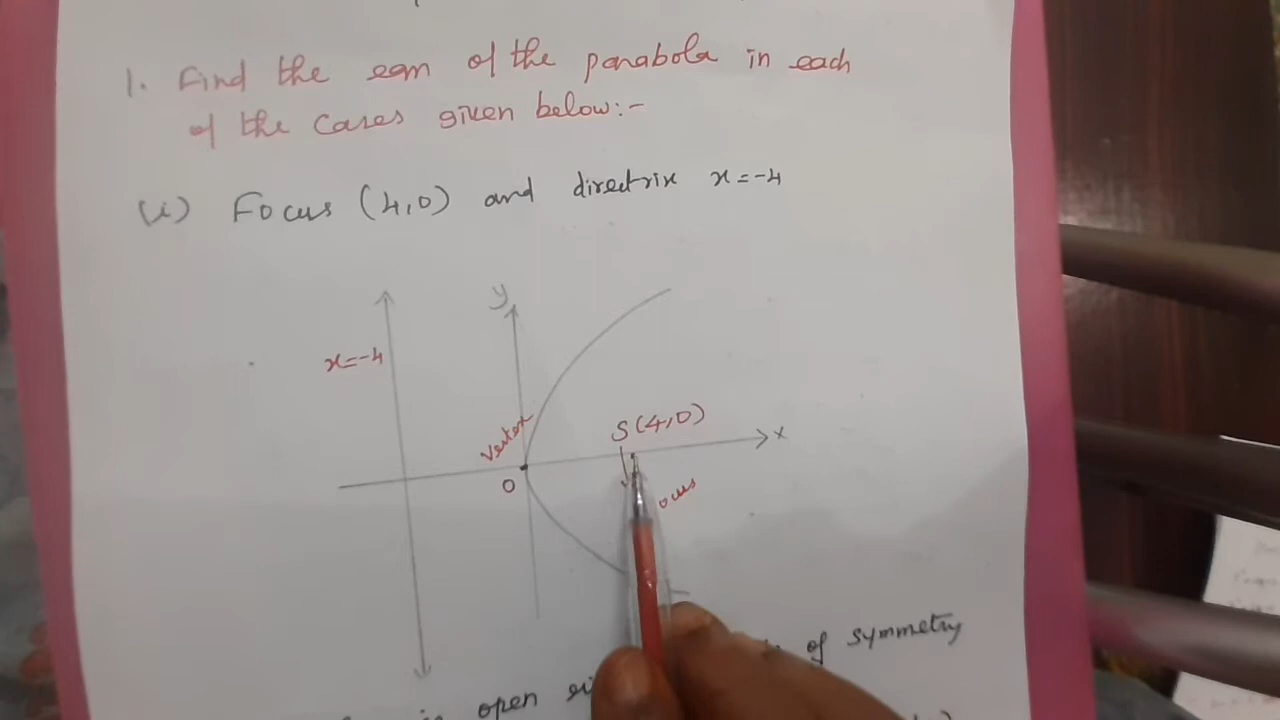 1. Find the eqn of the parabola in each
of the cases given below:-
(i) Focus (4,0) and directrix x=-4
y
x=-4
Vertex
S(4,0)
x
O
ocus
of symmetry
open